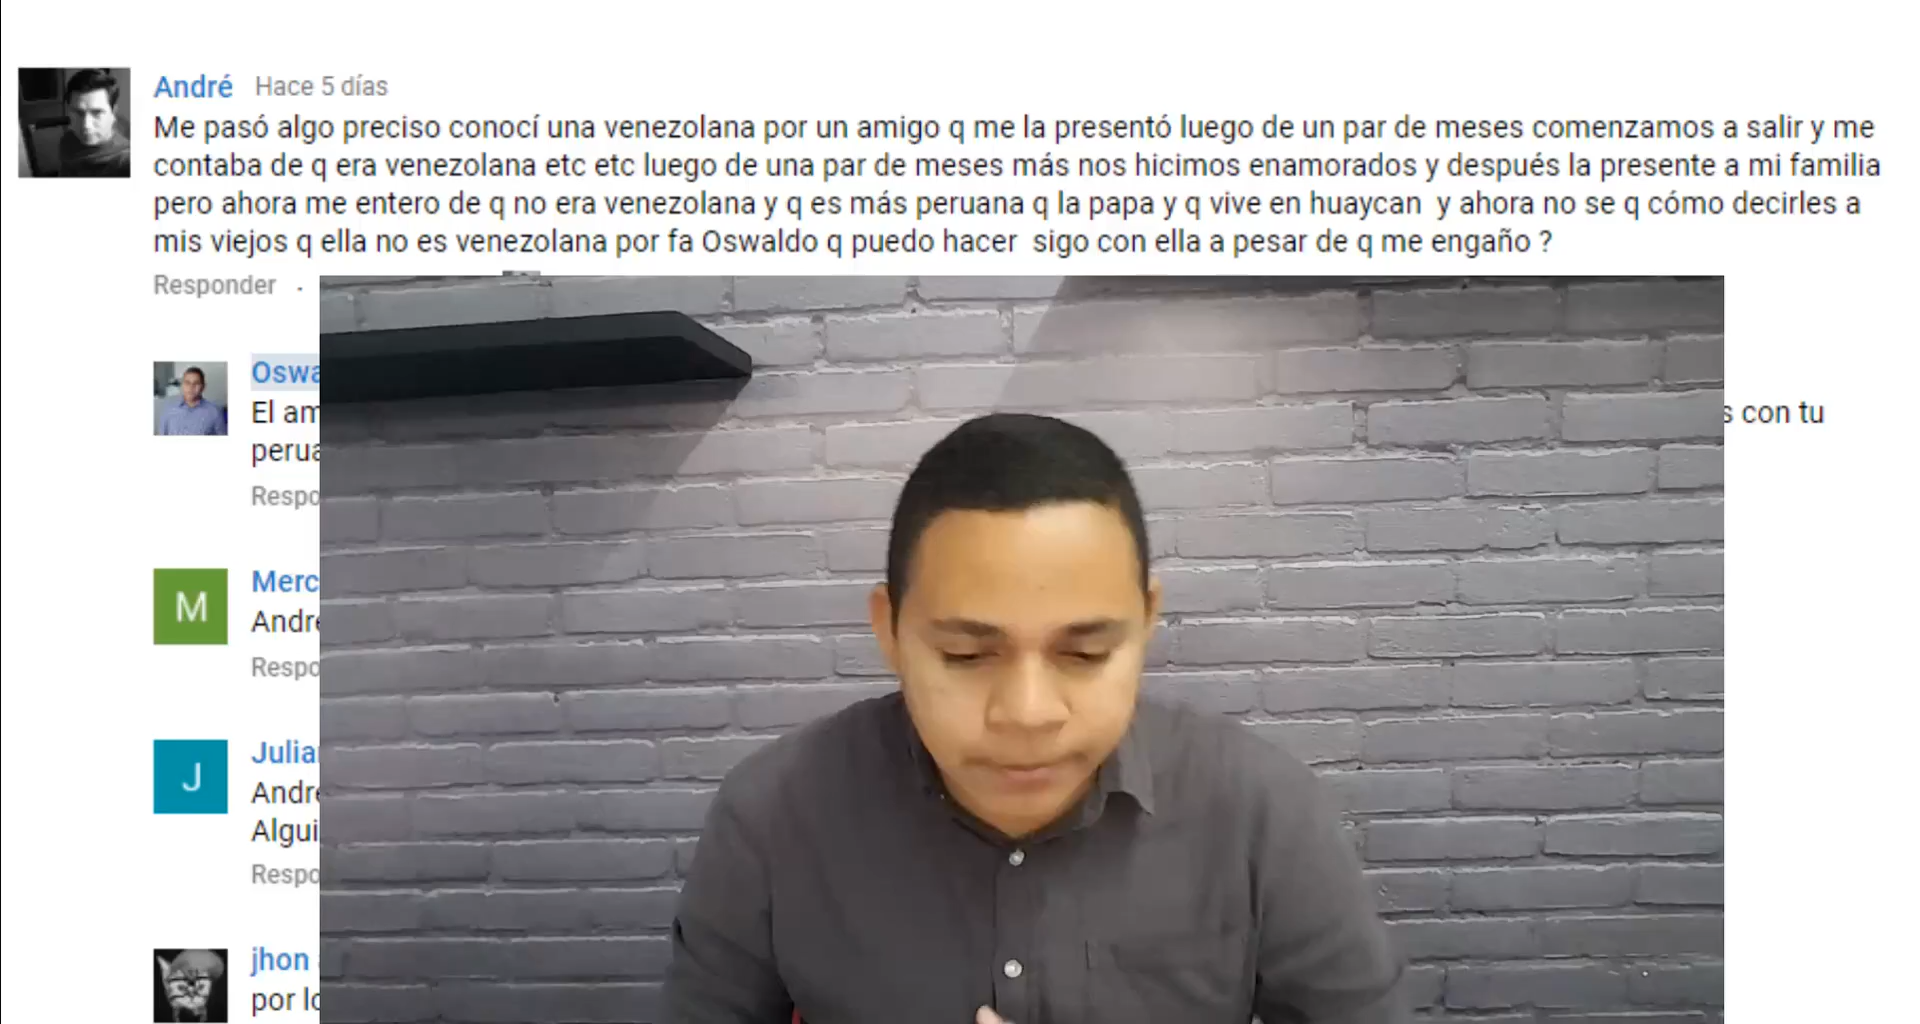 André Hace 5 días
Me pasó algo preciso conocí una venezolana por un amigo q me la presentó luego de un par de meses comenzamos a salir y me
contaba de q era venezolana etc etc luego de una par de meses más nos hicimos enamorados y después la presente a mi familia
pero ahora me entero de q no era venezolana y q es más peruana q la papa y q vive en huaycan y ahora no se q cómo decirles a
mis viejos q ella no es venezolana por fa Oswaldo q puedo hacer sigo con ella a pesar de q me engaño ?
Responder ·
Oswa
El am s con tu
perua
Respo
M Merc
Andre
Respo
J Julia
Andre
Algui
Respo
jhon
por lo